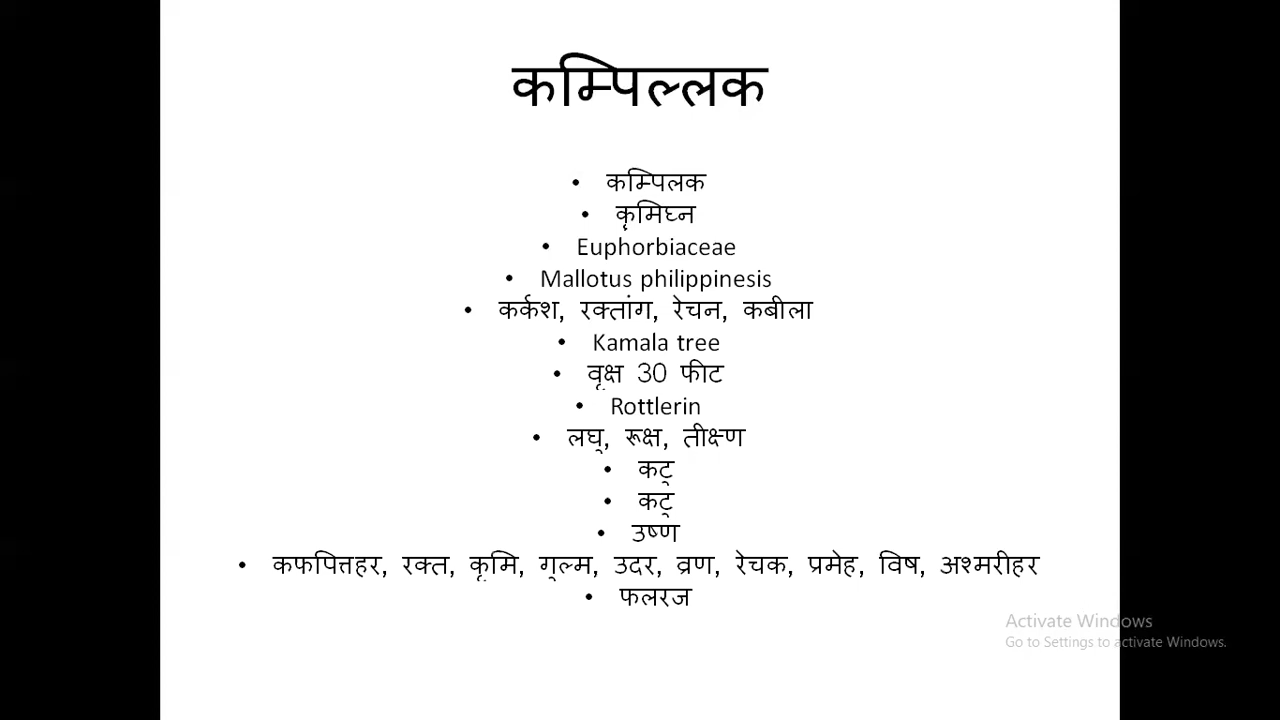 कम्पिल्लक
• कम्पिलक
• कृमिघ्न
• Euphorbiaceae
• Mallotus philippinesis
• कर्कश, रक्तांग, रेचन, कबीला
• Kamala tree
• वृक्ष 30 फीट
• Rottlerin
• लघु, रूक्ष, तीक्ष्ण
• कटु
• कटु
• उष्ण
• कफपित्तहर, रक्त, कृमि, गुल्म, उदर, व्रण, रेचक, प्रमेह, विष, अश्मरीहर
• फलरज
Activate Windows
Go to Settings to activate Windows.